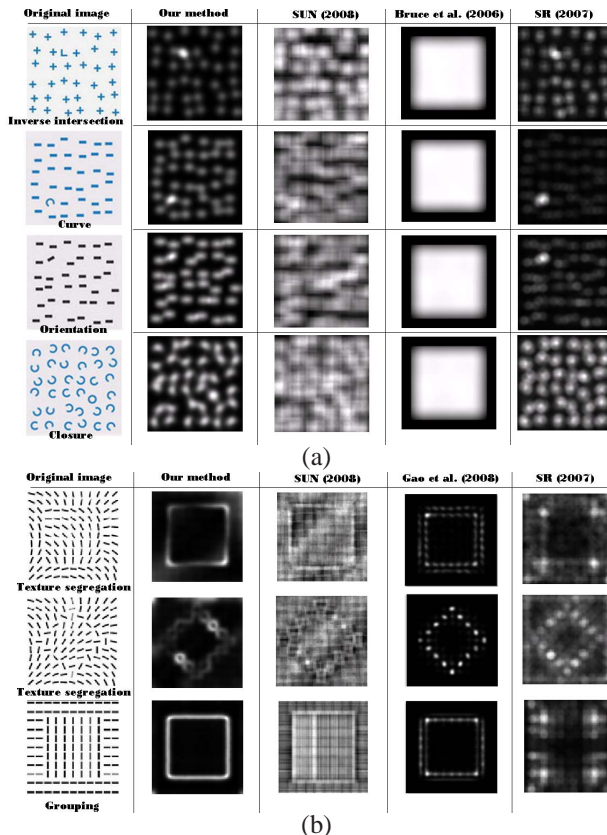 Original image Our method SUN (2008) Bruce et al. (2006) SR (2007)
Inverse intersection
Curve
Orientation
Closure
(a)
Original image Our method SUN (2008) Gao et al. (2008) SR (2007)
Texture segregation
Texture segregation
Grouping
(b)